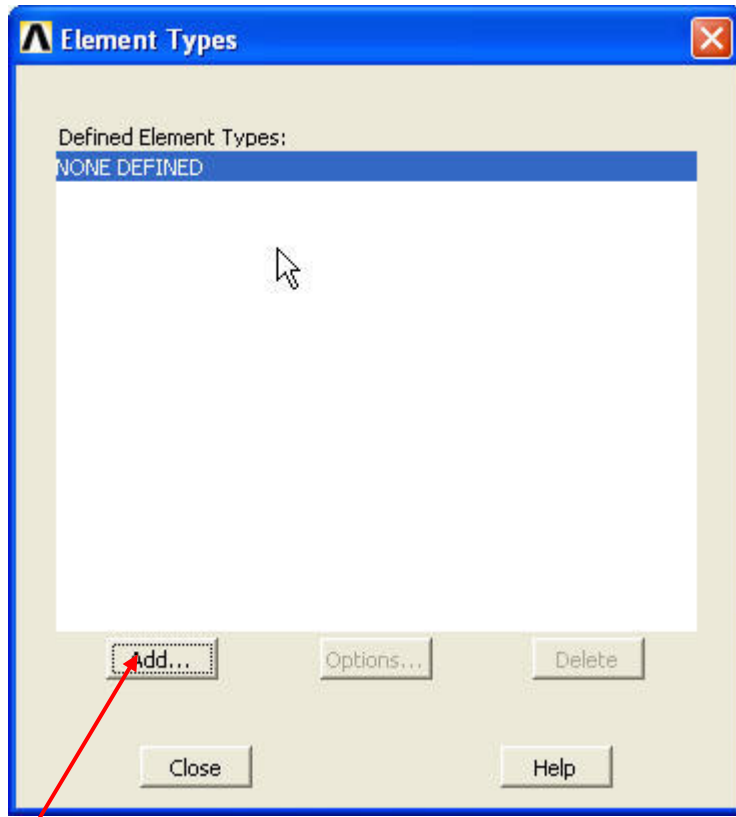 Element Types
Defined Element Types:
NONE DEFINED
Add... Options... Delete
Close Help